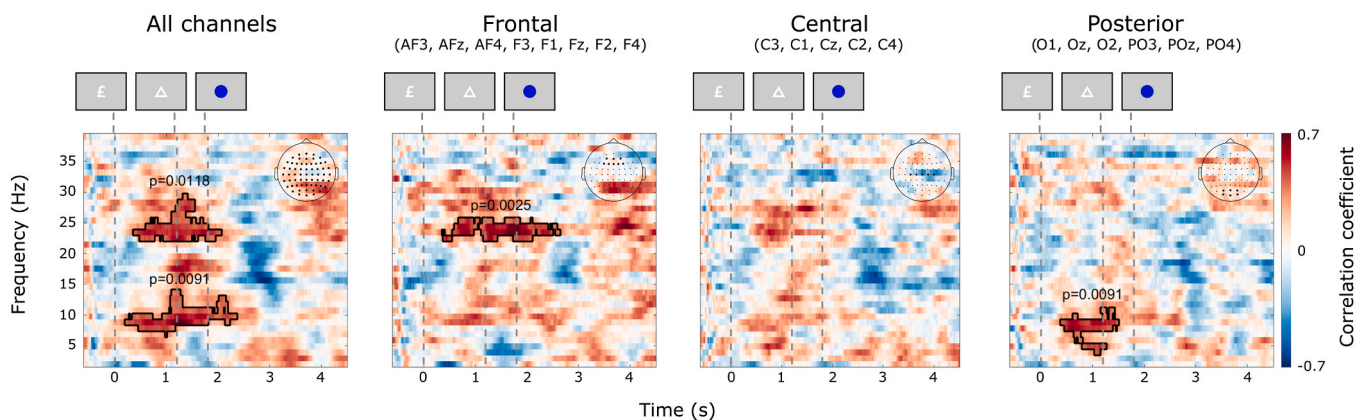 All channels
Frontal
(AF3, AFz, AF4, F3, F1, Fz, F2, F4)
Central
(C3, C1, Cz, C2, C4)
Posterior
(O1, Oz, O2, PO3, POz, PO4)
£
£
£
£
Frequency (Hz)
35
30
25
20
15
10
5
p=0.0118
p=0.0091
0 1 2 3 4
p=0.0025
0 1 2 3 4
0 1 2 3 4
p=0.0091
0 1 2 3 4
Time (s)
0.7
0
-0.7
Correlation coefficient